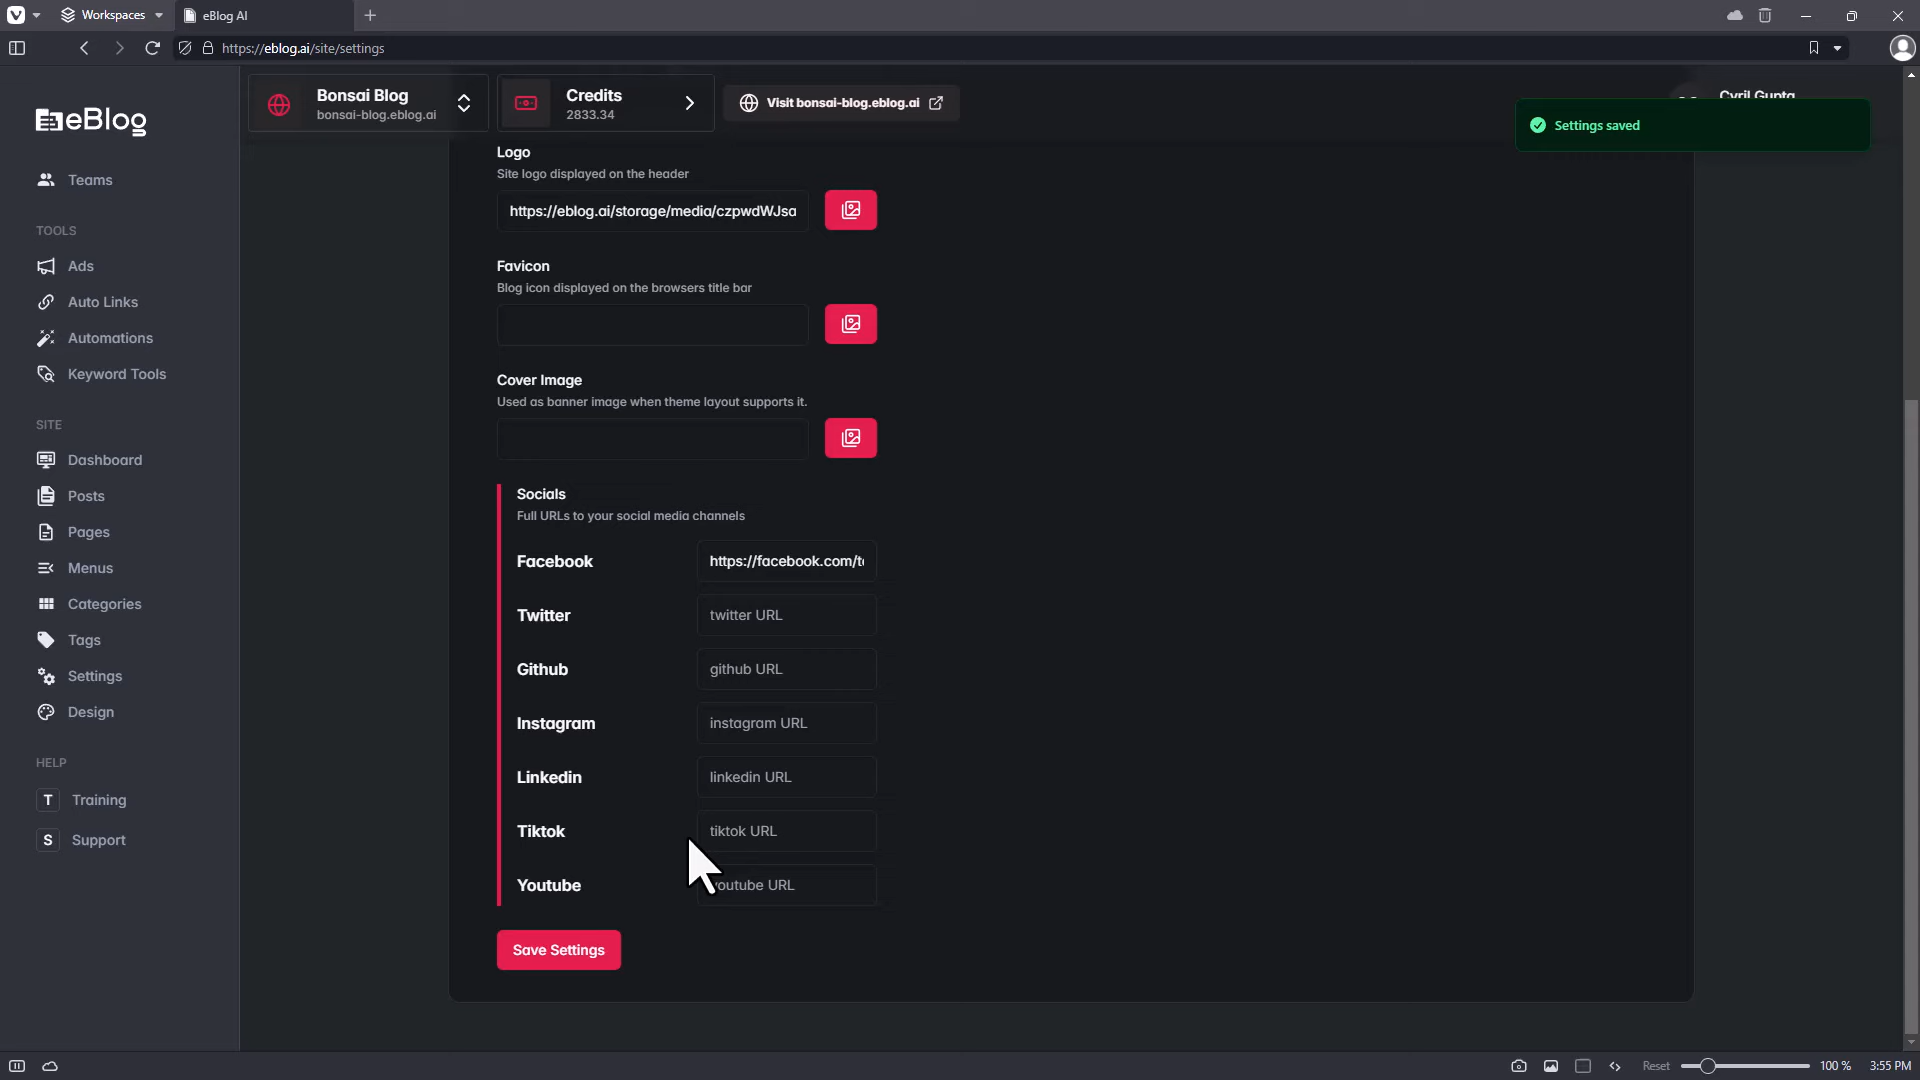 Workspaces
eBlog AI
https://eblog.ai/site/settings
eBlog
Bonsai Blog
bonsai-blog.eblog.ai
Credits
2833.34
Visit bonsai-blog.eblog.ai
Cyril Gupta
Settings saved
Teams
TOOLS
Ads
Auto Links
Automations
Keyword Tools
SITE
Dashboard
Posts
Pages
Menus
Categories
Tags
Settings
Design
HELP
T Training
S Support
Logo
Site logo displayed on the header
https://eblog.ai/storage/media/czpwdWJsa
Favicon
Blog icon displayed on the browsers title bar
Cover Image
Used as banner image when theme layout supports it.
Socials
Full URLs to your social media channels
Facebook https://facebook.com/t
Twitter twitter URL
Github github URL
Instagram instagram URL
Linkedin linkedin URL
Tiktok tiktok URL
Youtube outube URL
Save Settings
Reset 100 % 3:55 PM